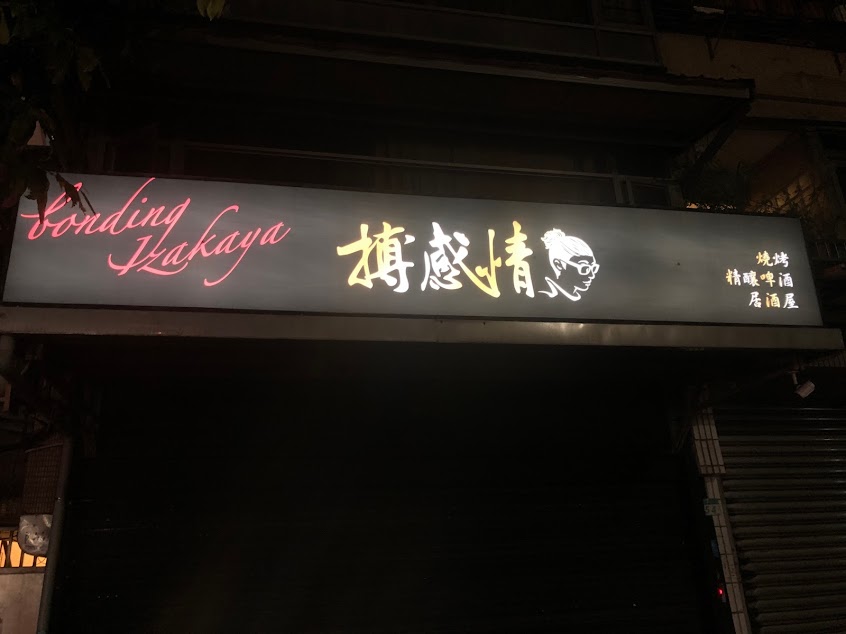 bonding
Izakaya
搏感情
燒烤
精釀啤酒
居酒屋